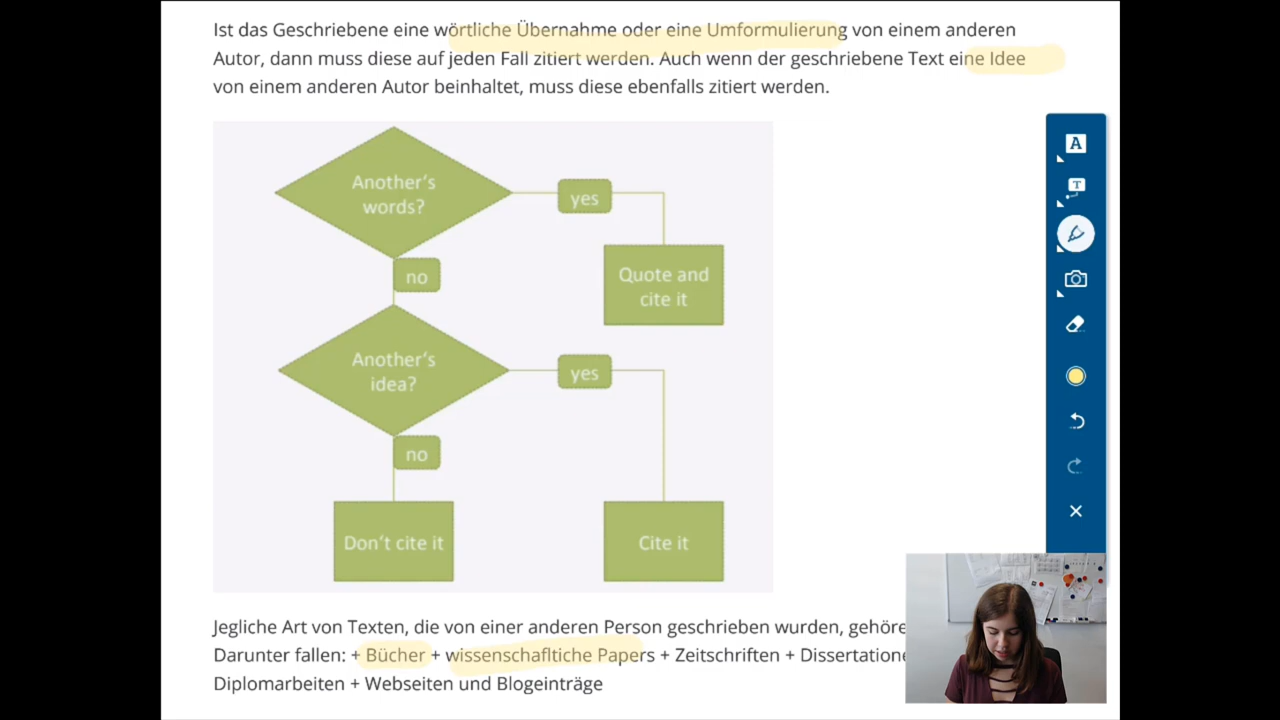 Ist das Geschriebene eine wörtliche Übernahme oder eine Umformulierung von einem anderen
Autor, dann muss diese auf jeden Fall zitiert werden. Auch wenn der geschriebene Text eine Idee
von einem anderen Autor beinhaltet, muss diese ebenfalls zitiert werden.
Another's
words?
yes
Quote and
cite it
no
Another's
idea?
yes
no
Don't cite it
Cite it
A
T
Jegliche Art von Texten, die von einer anderen Person geschrieben wurden, gehöre
Darunter fallen: + Bücher + wissenschafltiche Papers + Zeitschriften + Dissertatione
Diplomarbeiten + Webseiten und Blogeinträge